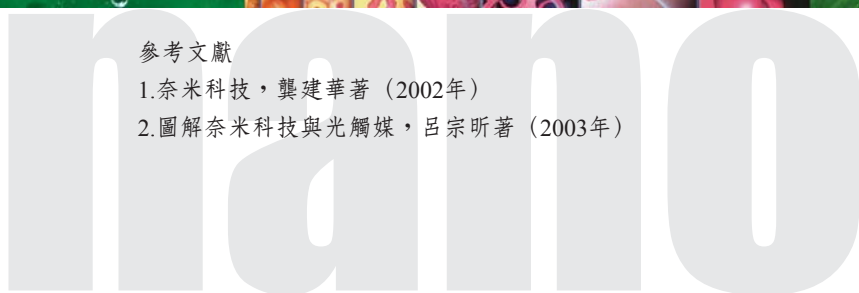 nano
參考文獻
1.奈米科技，龔建華著（2002年）
2.圖解奈米科技與光觸媒，呂宗昕著（2003年）